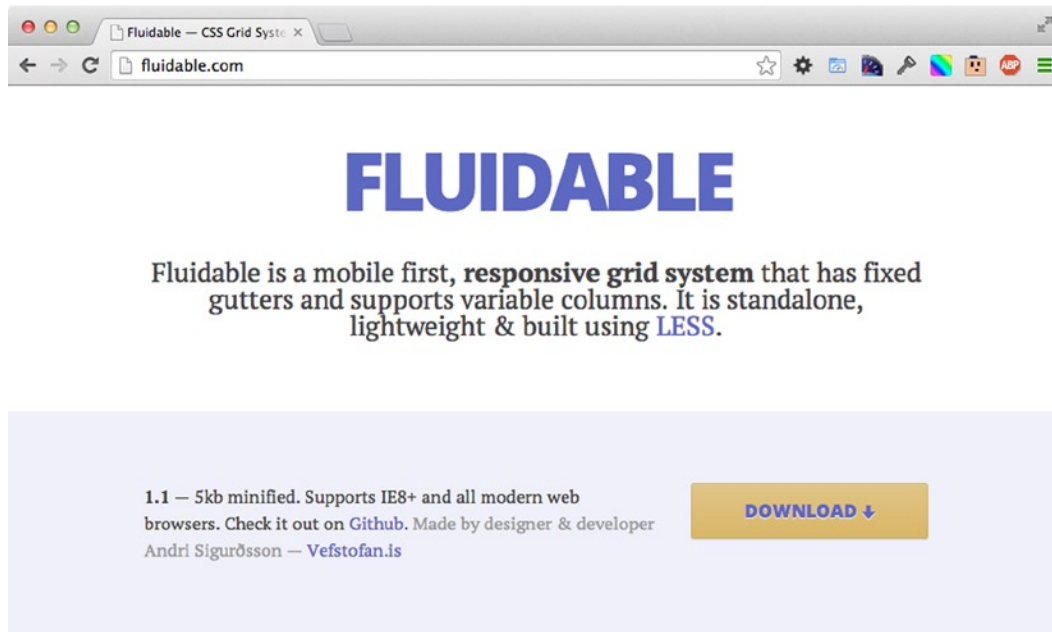 Fluidable — CSS Grid Syste
fluidable.com
ABP
FLUIDABLE
Fluidable is a mobile first, responsive grid system that has fixed
gutters and supports variable columns. It is standalone,
lightweight & built using LESS.
1.1 — 5kb minified. Supports IE8+ and all modern web
browsers. Check it out on Github. Made by designer & developer
Andri Sigurðsson — Vefstofan.is
DOWNLOAD